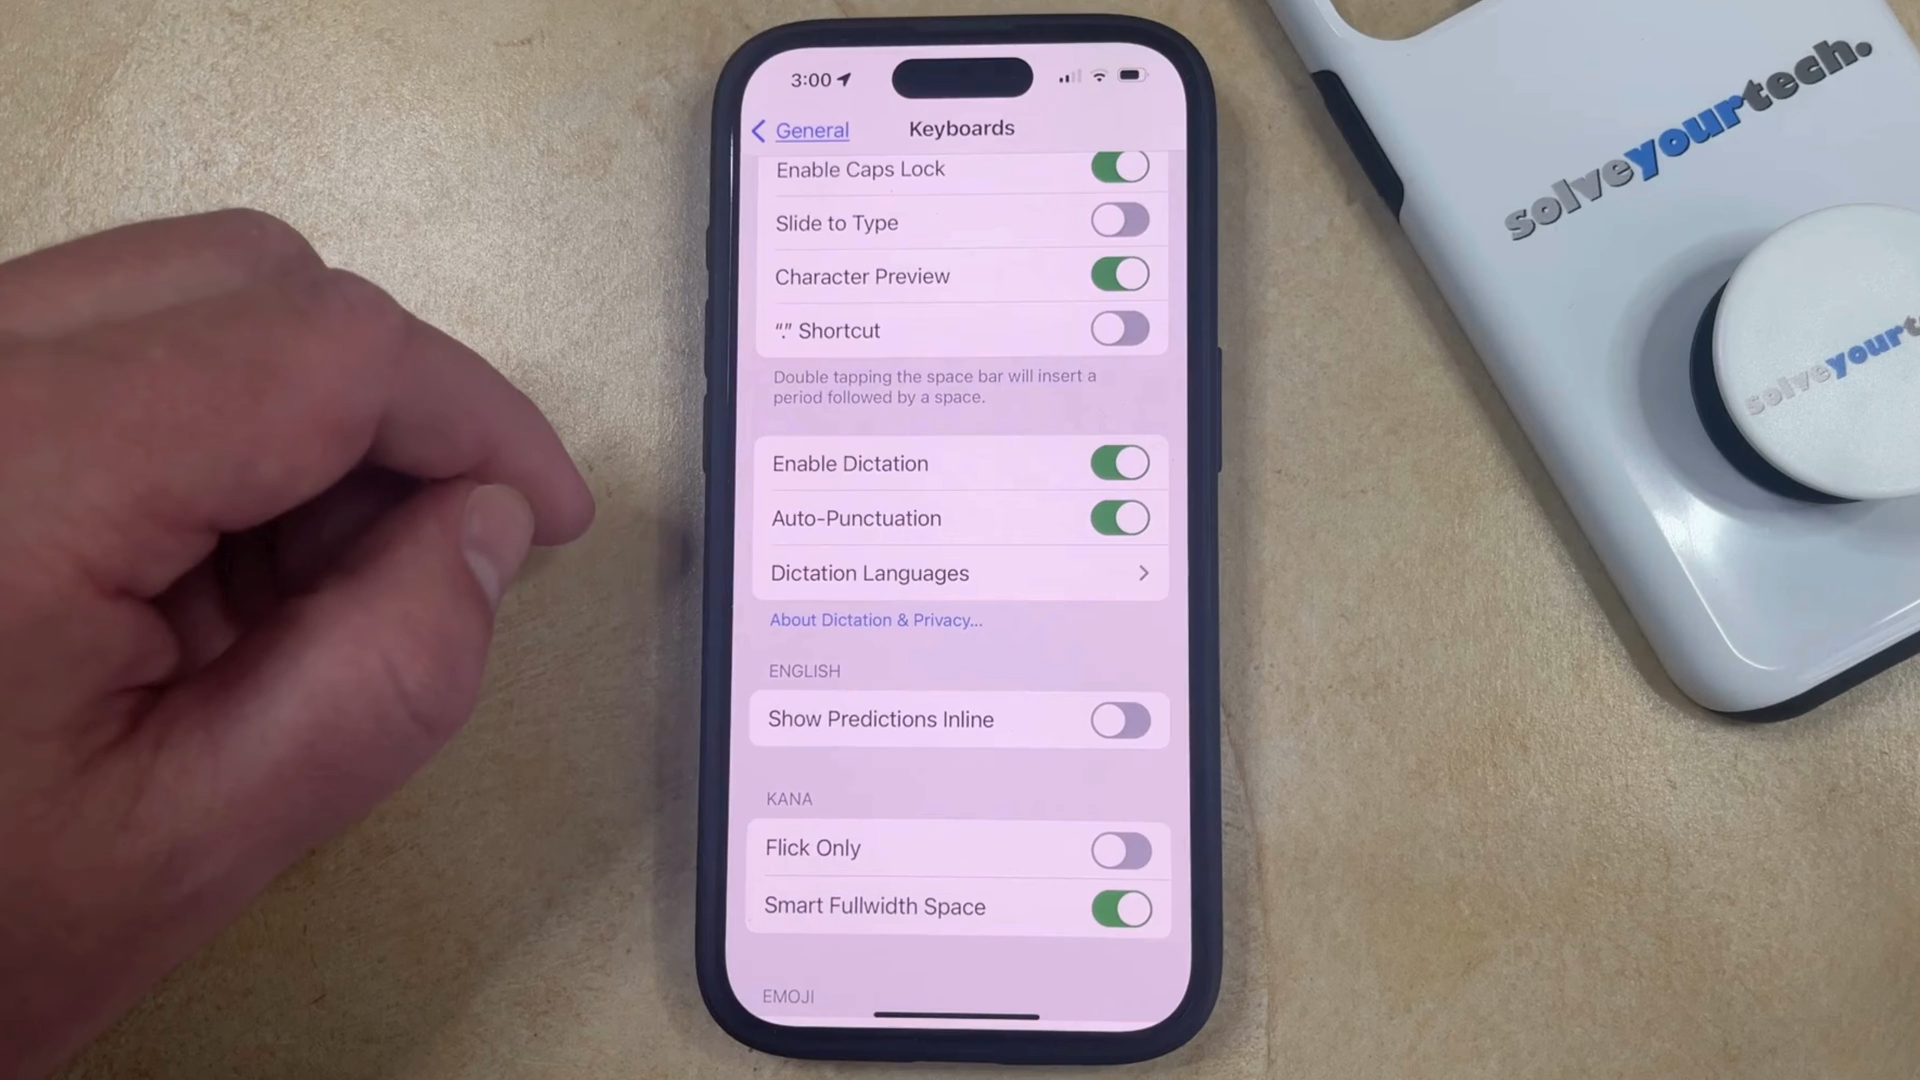 3:00
General
Keyboards
Enable Caps Lock
Slide to Type
Character Preview
“.” Shortcut
Double tapping the space bar will insert a
period followed by a space.
Enable Dictation
Auto-Punctuation
Dictation Languages
About Dictation & Privacy...
ENGLISH
Show Predictions Inline
KANA
Flick Only
Smart Fullwidth Space
EMOJI
solveyourtech.
solveyourte